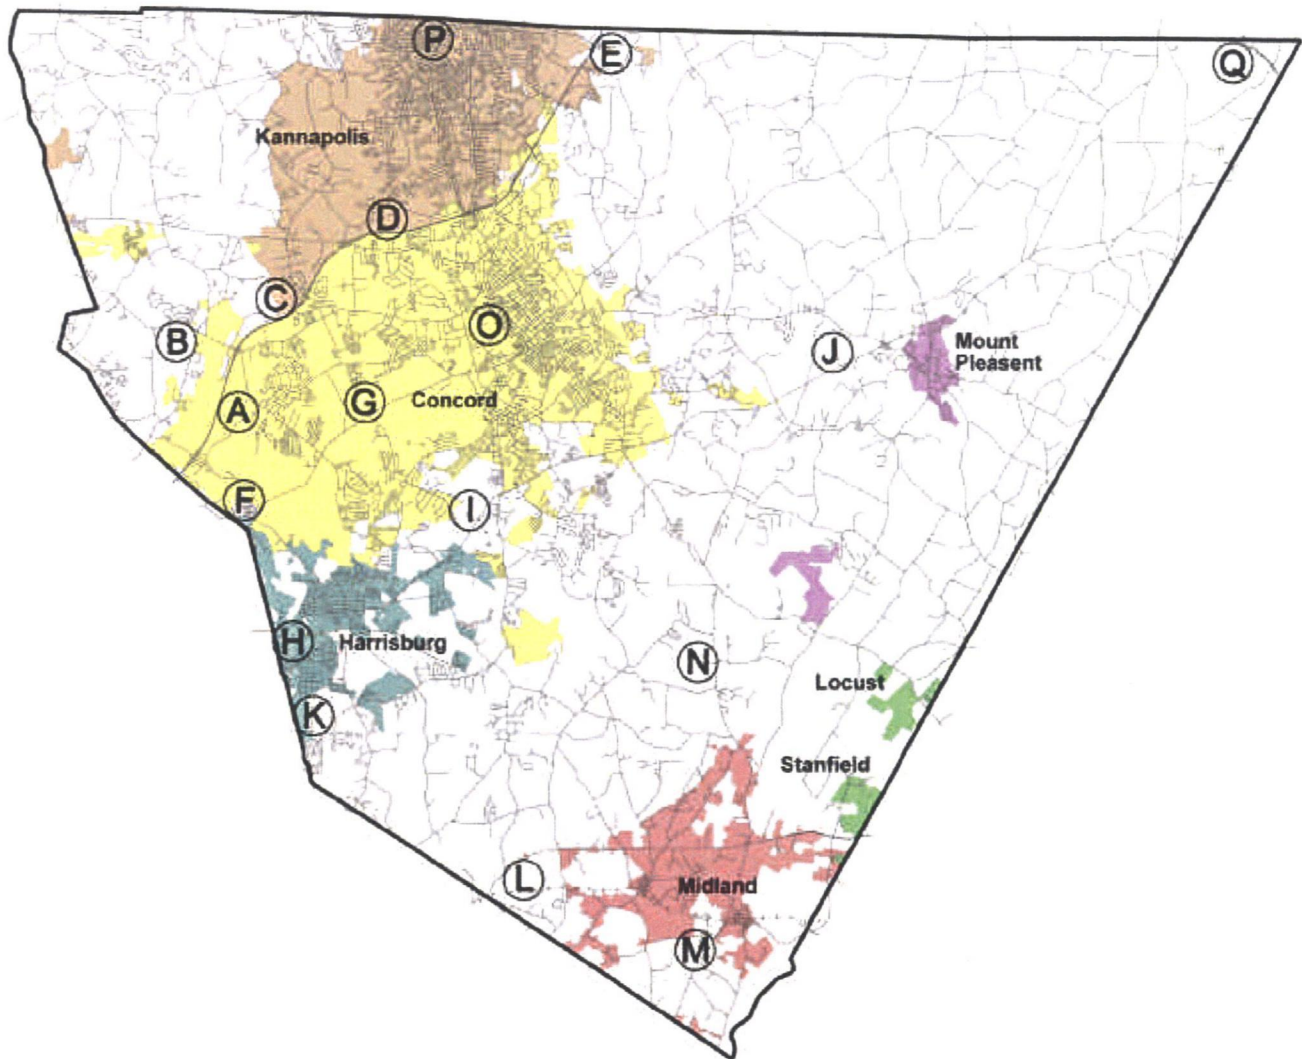 P
E
Q
Kannapolis
D
C
O
B
J
Mount
Pleasent
A
G
Concord
F
I
H
Harrisburg
N
Locust
K
Stanfield
L
Midland
M